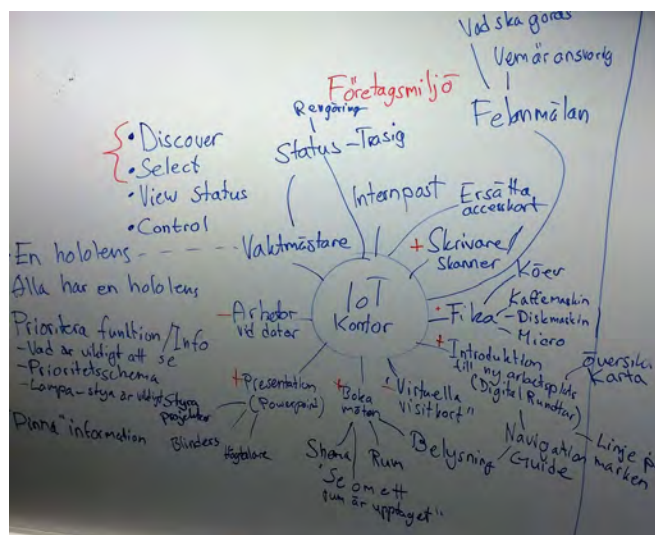 Vad ska göras
Vem är ansvarig
Företagsmiljö
Felanmälan
Rengöring
Status - Trasig
• Discover
• Select
• View Status
• Control
Internpost
Ersätta
accesskort
En hololens
Vaktmästare
+ Skrivare/
Skanner
Alla har en hololens
IoT
Kontor
Köer
Kaffemaskin
• Fika - Diskmaskin
- Micro
- Arbetar
vid dator
Prioritera funktion/Info
- Vad är viktigt att se
- Prioritetsschema
- Lampa - styra är viktigt
+ Introduktion
till ny arbetsplats
(Digital Rundtur)
Översikt
Karta
+ Presentation
(Powerpoint)
Styra
projektor
Blinders
Högtalare
+ Boka
möten
"Virtuella
visitkort"
"Pinna" information
Skona
Rum
Belysning
Navigation
Guide
- Linje på
marken
"Se om ett
rum är upptaget"